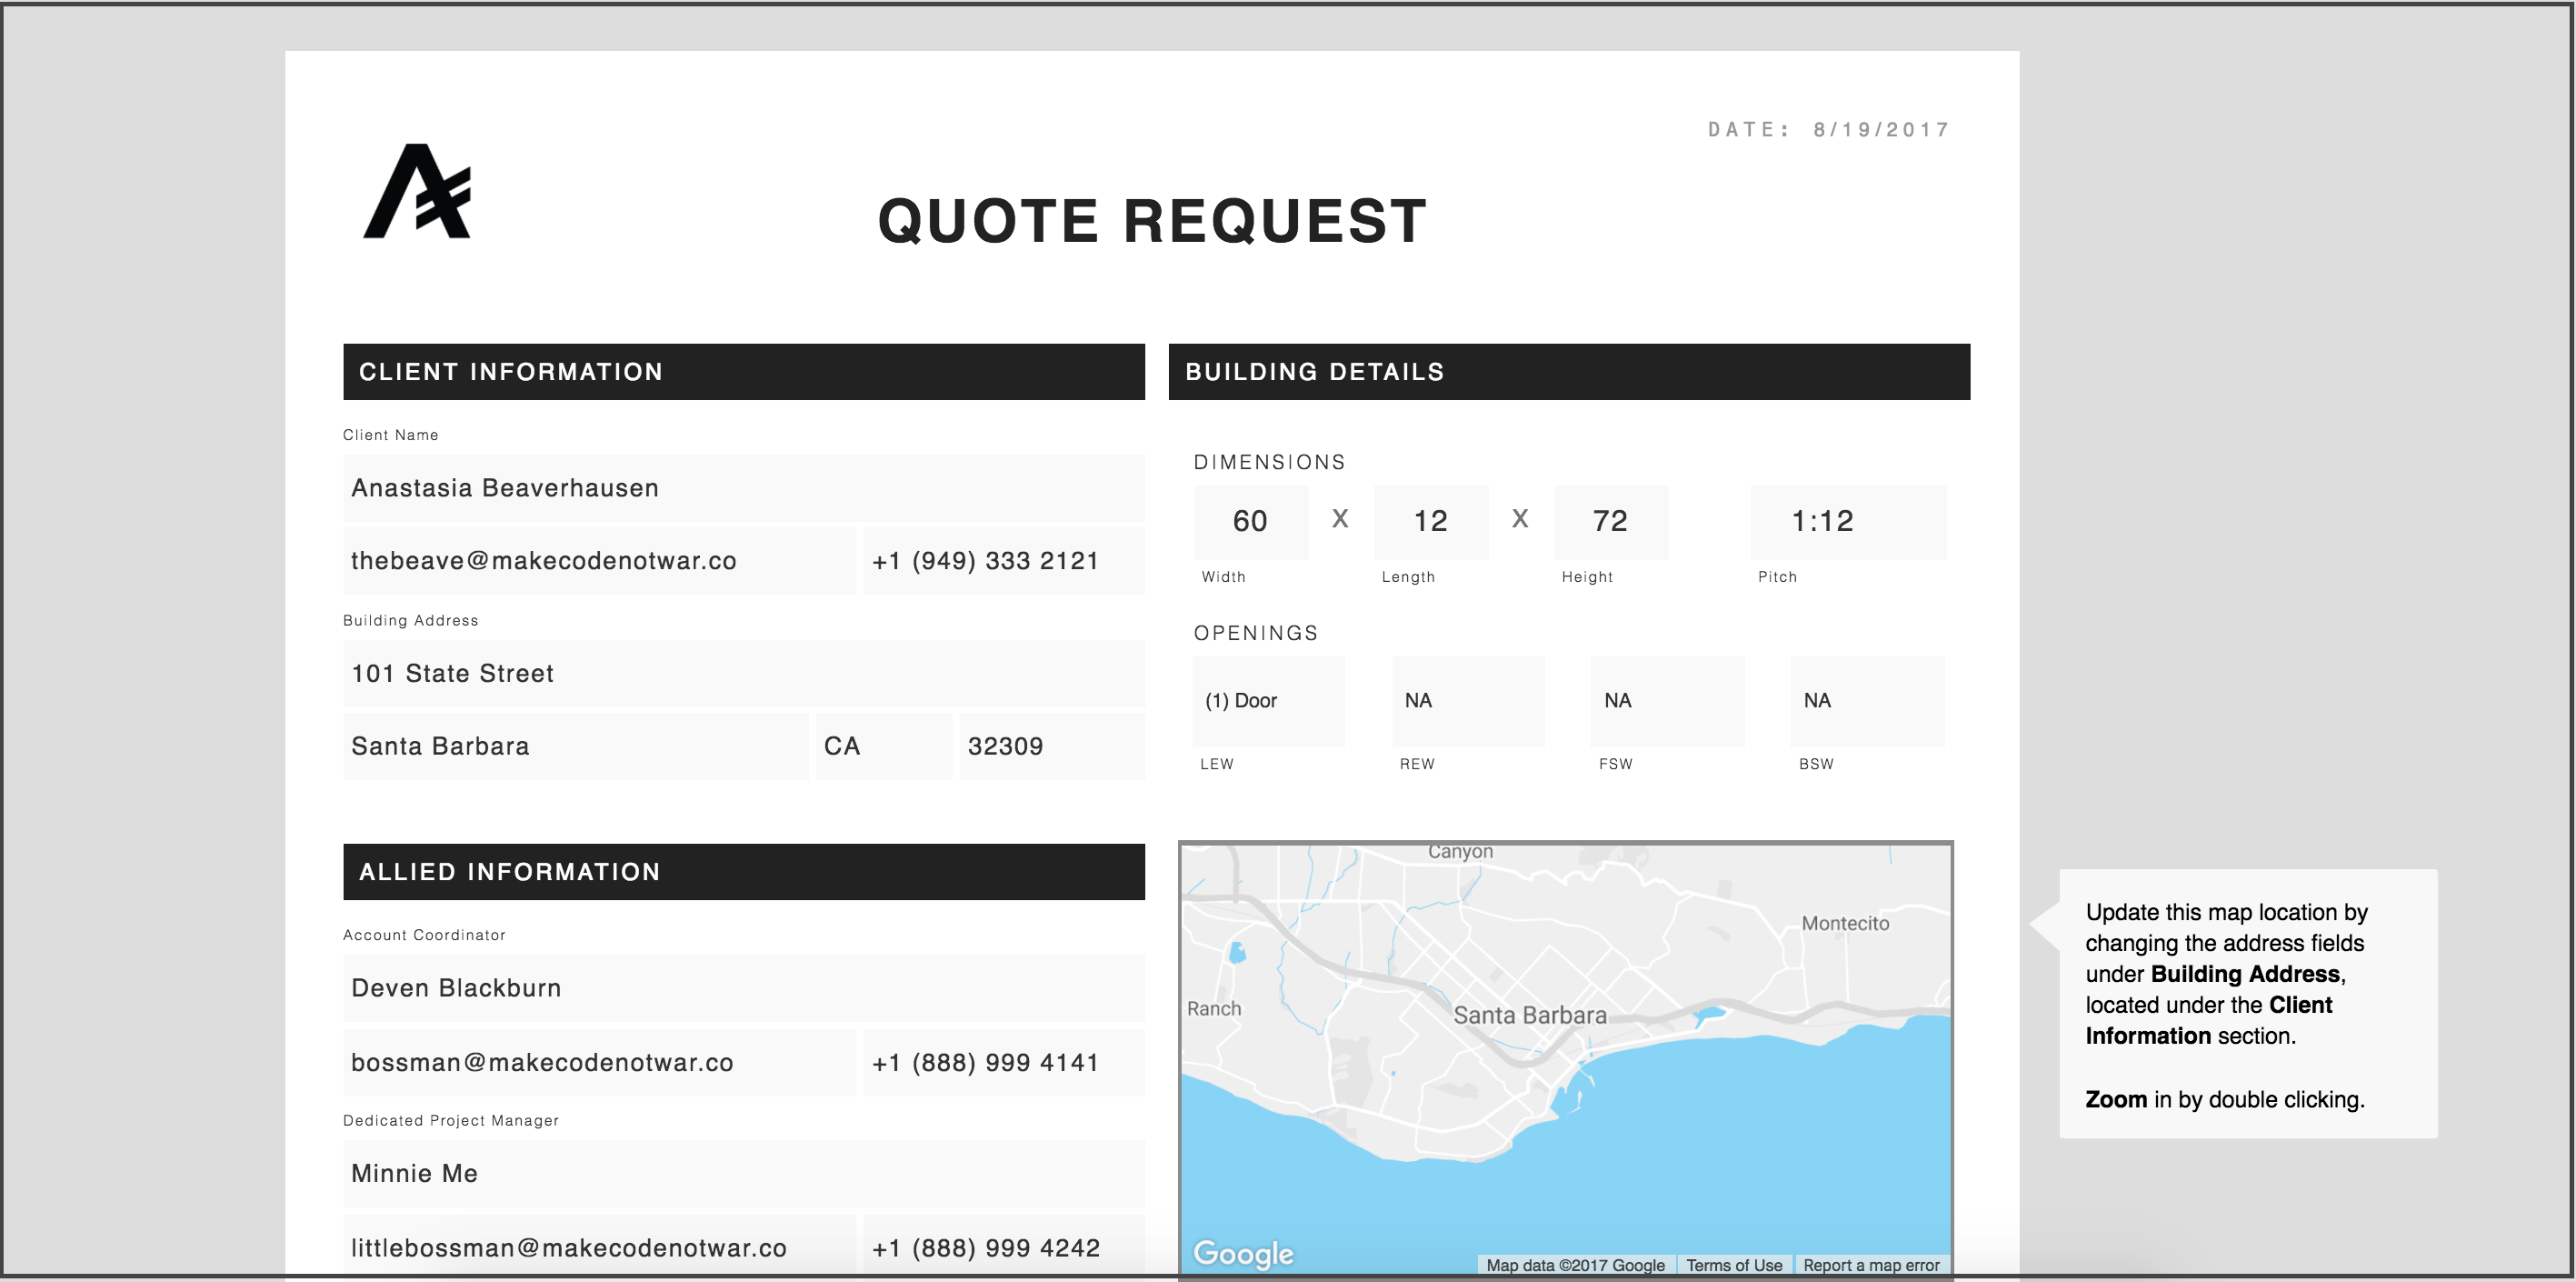 DATE: 8/19/2017
QUOTE REQUEST
CLIENT INFORMATION
Client Name
Anastasia Beaverhausen
thebeave@makecodenotwar.co
+1 (949) 333 2121
Building Address
101 State Street
Santa Barbara
CA
32309
BUILDING DETAILS
DIMENSIONS
60 X 12 X 72
1:12
Width
Length
Height
Pitch
OPENINGS
(1) Door
NA
NA
NA
LEW
REW
FSW
BSW
ALLIED INFORMATION
Account Coordinator
Deven Blackburn
bossman@makecodenotwar.co
+1 (888) 999 4141
Dedicated Project Manager
Minnie Me
littlebossman@makecodenotwar.co
+1 (888) 999 4242
Canyon
Montecito
Ranch
Santa Barbara
Google
Map data ©2017 Google
Terms of Use
Report a map error
Update this map location by
changing the address fields
under Building Address,
located under the Client
Information section.
Zoom in by double clicking.